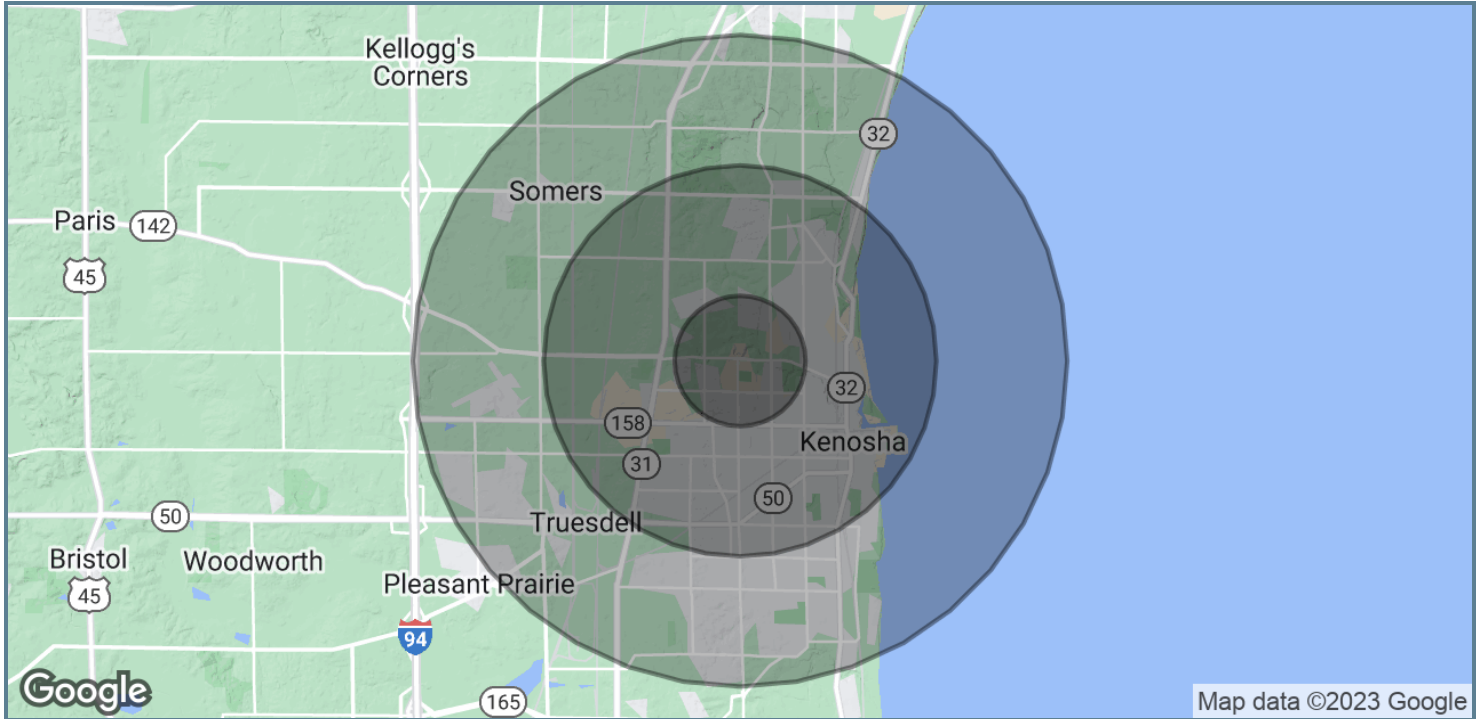 Kellogg's
Corners
32
Somers
Paris
142
45
32
158
Kenosha
31
50
50
Truesdell
Bristol
Woodworth
Pleasant Prairie
45
94
Google
165
Map data ©2023 Google